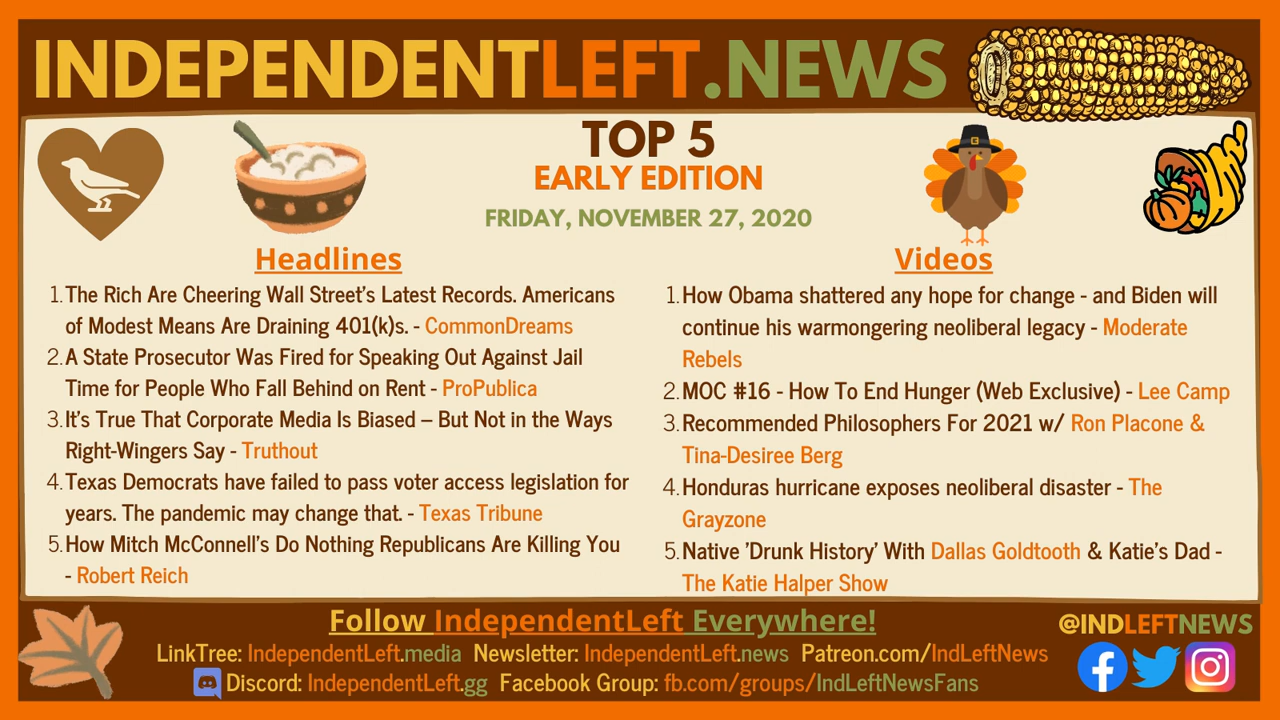 INDEPENDENTLEFT.NEWS
TOP 5
EARLY EDITION
FRIDAY, NOVEMBER 27, 2020
Headlines
1. The Rich Are Cheering Wall Street's Latest Records. Americans
of Modest Means Are Draining 401(k)s. - CommonDreams
2. A State Prosecutor Was Fired for Speaking Out Against Jail
Time for People Who Fall Behind on Rent - ProPublica
3. It's True That Corporate Media Is Biased – But Not in the Ways
Right-Wingers Say - Truthout
4. Texas Democrats have failed to pass voter access legislation for
years. The pandemic may change that. - Texas Tribune
5. How Mitch McConnell's Do Nothing Republicans Are Killing You
- Robert Reich
Videos
1. How Obama shattered any hope for change - and Biden will
continue his warmongering neoliberal legacy - Moderate
Rebels
2. MOC #16 - How To End Hunger (Web Exclusive) - Lee Camp
3. Recommended Philosophers For 2021 w/ Ron Placone &
Tina-Desiree Berg
4. Honduras hurricane exposes neoliberal disaster - The
Grayzone
5. Native 'Drunk History' With Dallas Goldtooth & Katie's Dad -
The Katie Halper Show
Follow IndependentLeft Everywhere!
LinkTree: IndependentLeft.media Newsletter: IndependentLeft.news Patreon.com/IndLeftNews
Discord: IndependentLeft.gg Facebook Group: fb.com/groups/IndLeftNewsFans
@INDLEFTNEWS